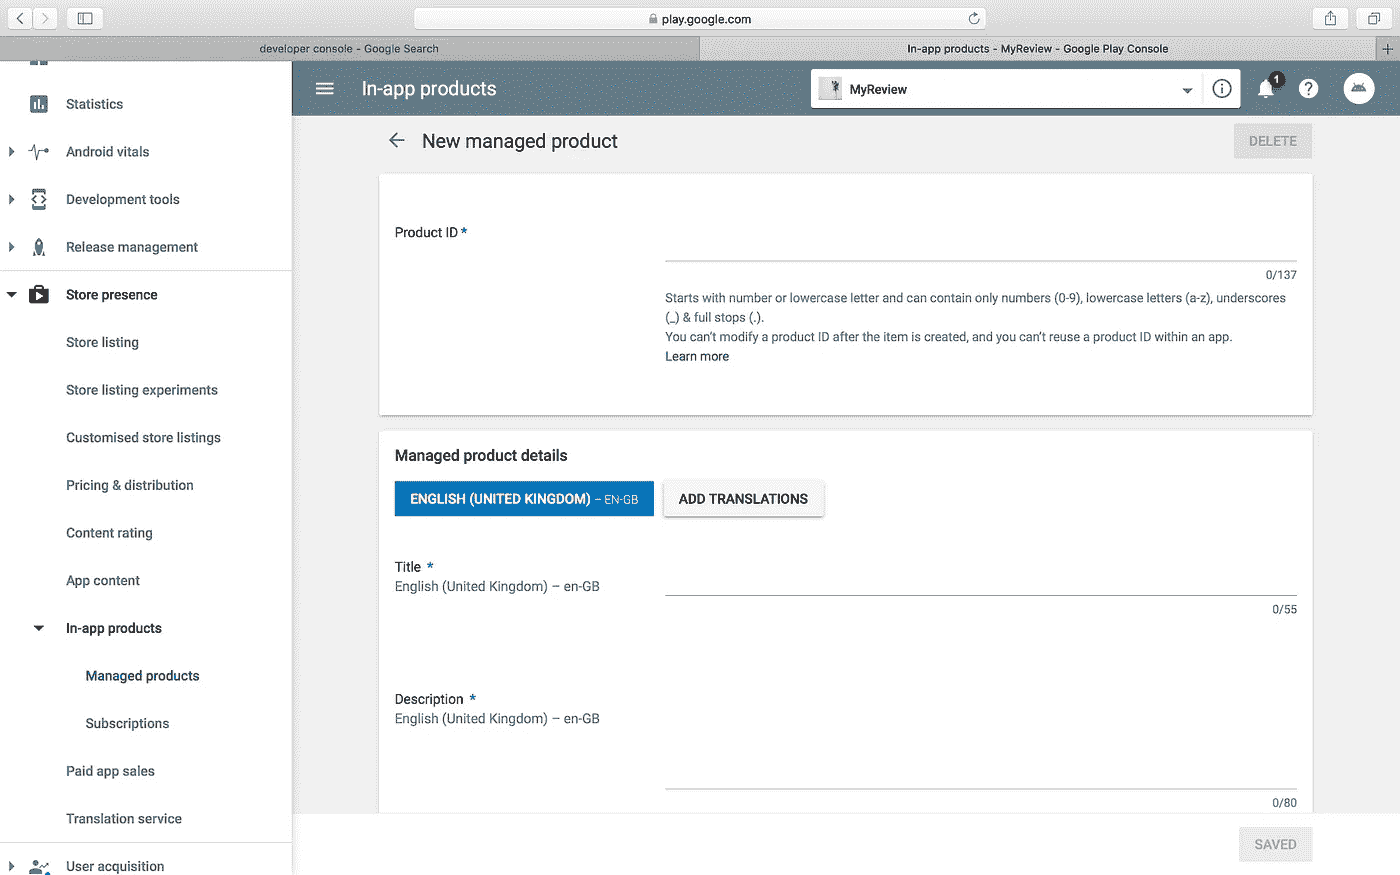 play.google.com
developer console - Google Search
In-app products - MyReview - Google Play Console
In-app products
MyReview
1
Statistics
Android vitals
Development tools
Release management
Store presence
Store listing
Store listing experiments
Customised store listings
Pricing & distribution
Content rating
App content
In-app products
Managed products
Subscriptions
Paid app sales
Translation service
User acquisition
New managed product
DELETE
Product ID *
0/137
Starts with number or lowercase letter and can contain only numbers (0-9), lowercase letters (a-z), underscores
(_) & full stops (.).
You can't modify a product ID after the item is created, and you can't reuse a product ID within an app.
Learn more
Managed product details
ENGLISH (UNITED KINGDOM) – EN-GB
ADD TRANSLATIONS
Title *
English (United Kingdom) – en-GB
0/55
Description *
English (United Kingdom) – en-GB
0/80
SAVED